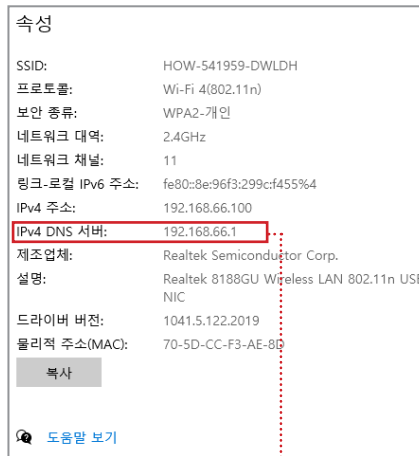 속성
SSID: HOW-541959-DWLDH
프로토콜: Wi-Fi 4(802.11n)
보안 종류: WPA2-개인
네트워크 대역: 2.4GHz
네트워크 채널: 11
링크-로컬 IPv6 주소: fe80::8e:96f3:299c:f455%4
IPv4 주소: 192.168.66.100
IPv4 DNS 서버: 192.168.66.1
제조업체: Realtek Semiconductor Corp.
설명: Realtek 8188GU Wireless LAN 802.11n USB
NIC
드라이버 버전: 1041.5.122.2019
물리적 주소(MAC): 70-5D-CC-F3-AE-8D
복사
도움말 보기